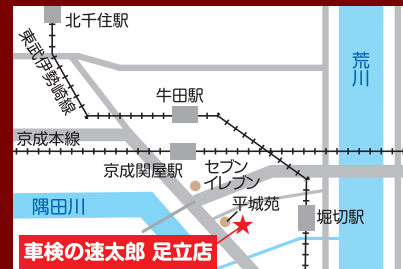 北千住駅
東武伊勢崎線
荒川
牛田駅
京成本線
京成関屋駅
セブン
イレブン
隅田川
平城苑
堀切駅
車検の速太郎 足立店